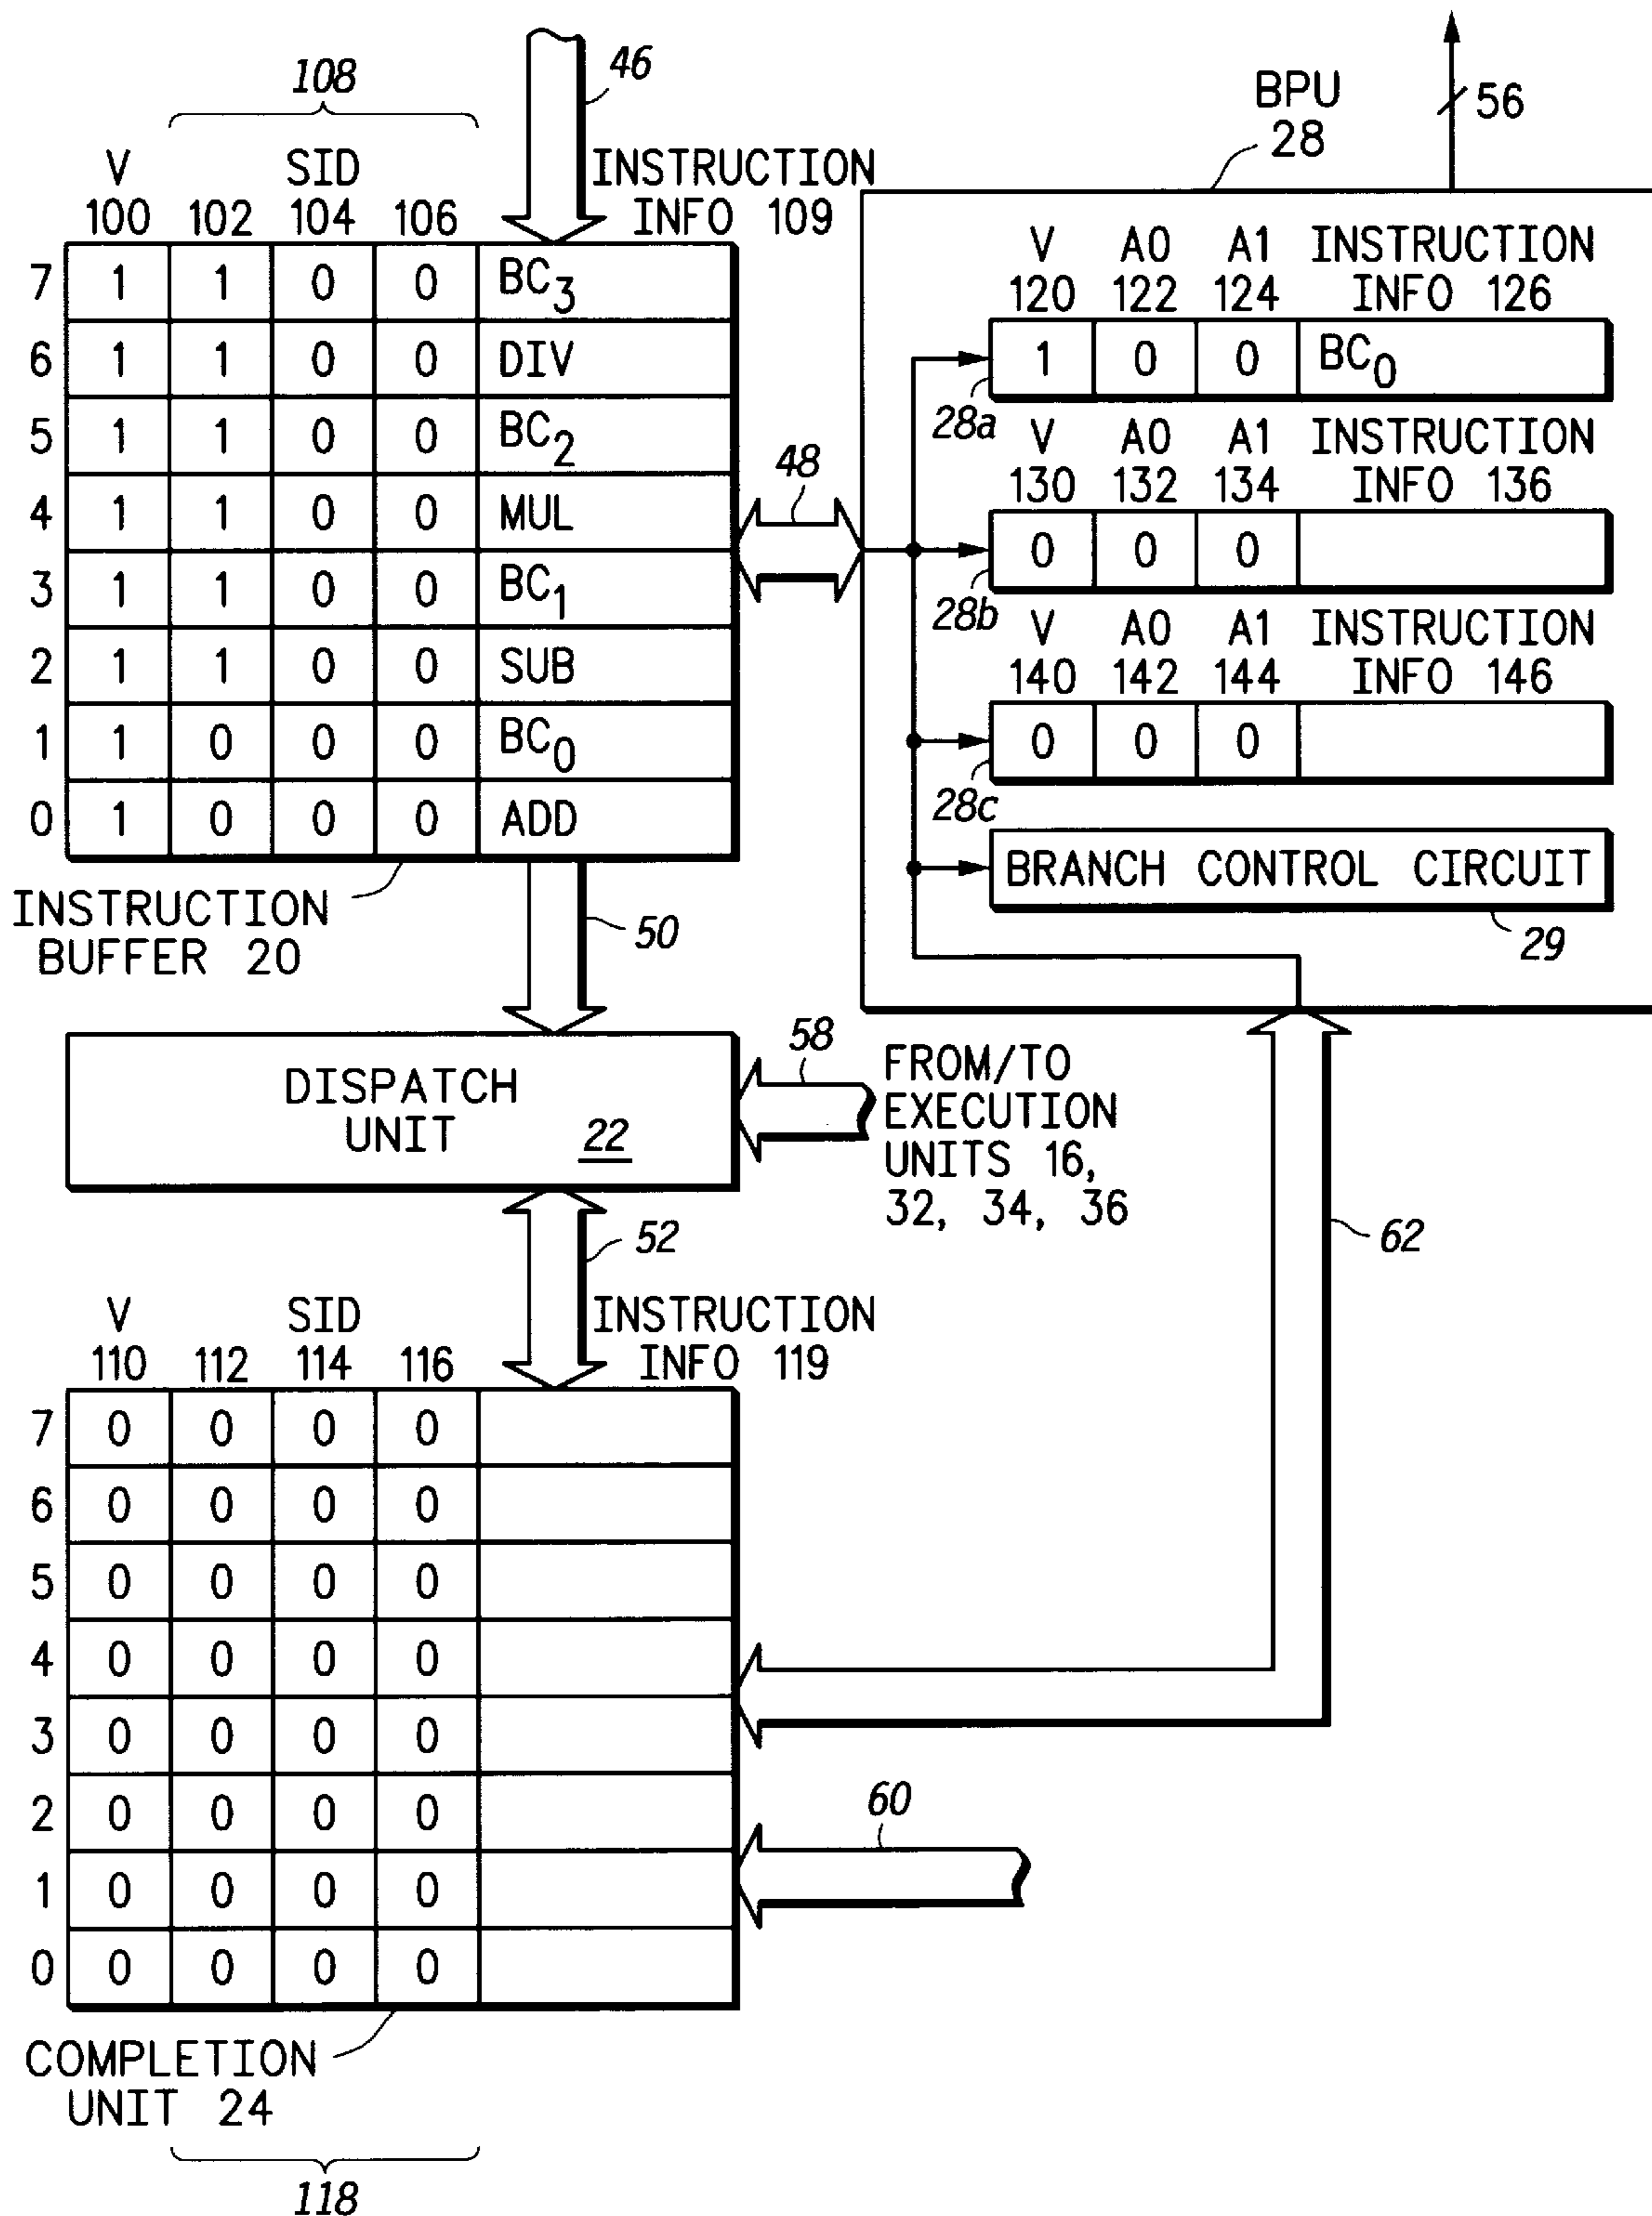 108
46
V SID INSTRUCTION
100 102 104 106 INFO 109
7 1 1 0 0 BC3
6 1 1 0 0 DIV
5 1 1 0 0 BC2
4 1 1 0 0 MUL
3 1 1 0 0 BC1
2 1 1 0 0 SUB
1 1 0 0 0 BC0
0 1 0 0 0 ADD
INSTRUCTION
BUFFER 20
50
48
BPU
28
56
V A0 A1 INSTRUCTION
120 122 124 INFO 126
1 0 0 BC0
28a
V A0 A1 INSTRUCTION
130 132 134 INFO 136
0 0 0
28b
V A0 A1 INSTRUCTION
140 142 144 INFO 146
0 0 0
28c
BRANCH CONTROL CIRCUIT
29
DISPATCH
UNIT 22
58
FROM/TO
EXECUTION
UNITS 16,
32, 34, 36
52
62
V SID INSTRUCTION
110 112 114 116 INFO 119
7 0 0 0 0
6 0 0 0 0
5 0 0 0 0
4 0 0 0 0
3 0 0 0 0
2 0 0 0 0
1 0 0 0 0
0 0 0 0 0
60
COMPLETION
UNIT 24
118